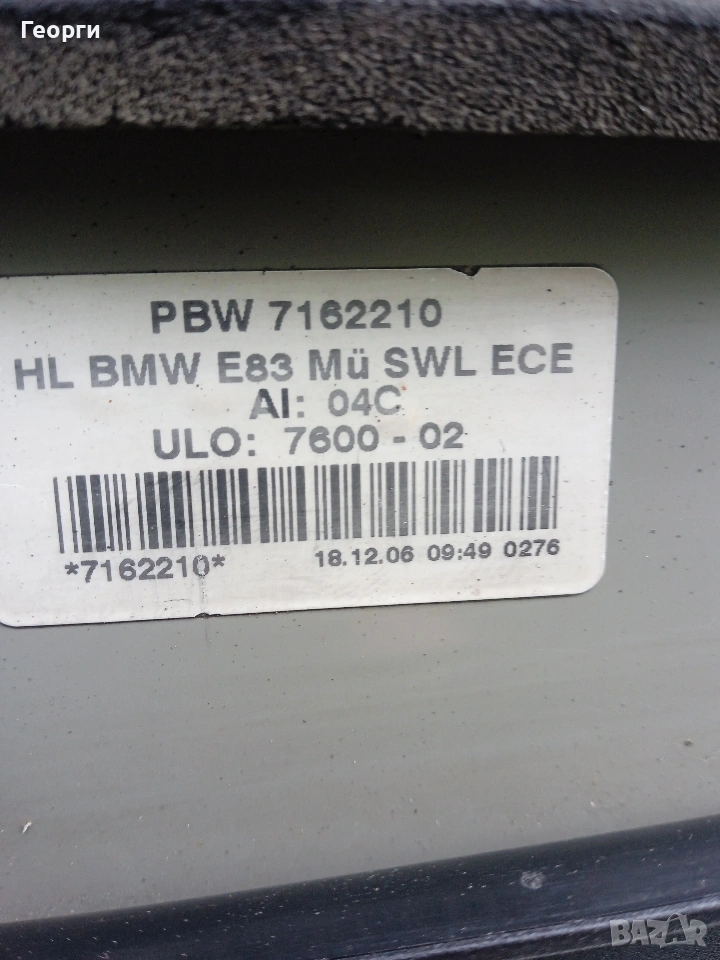 Георги
PBW 7162210
HL BMW E83 Mü SWL ECE
AI: 04C
ULO: 7600 - 02
*7162210* 18.12.06 09:49 0276
BAZAR